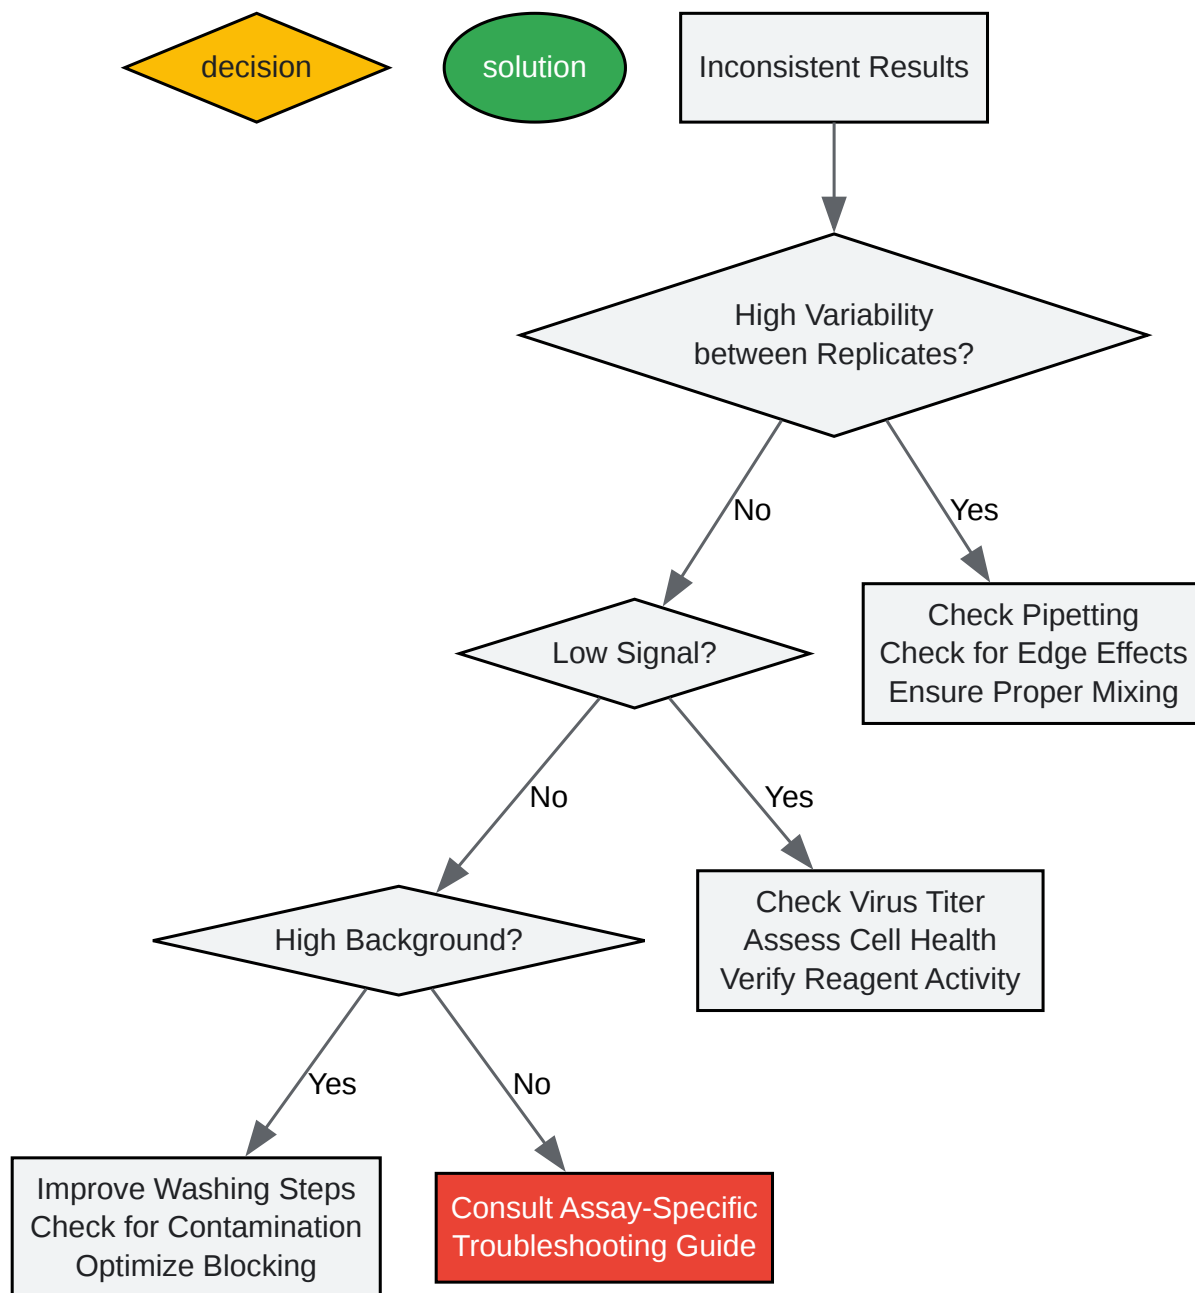 decision
solution
Inconsistent Results
High Variability
between Replicates?
No
Yes
Low Signal?
Check Pipetting
Check for Edge Effects
Ensure Proper Mixing
No
Yes
High Background?
Check Virus Titer
Assess Cell Health
Verify Reagent Activity
Yes
No
Improve Washing Steps
Check for Contamination
Optimize Blocking
Consult Assay-Specific
Troubleshooting Guide